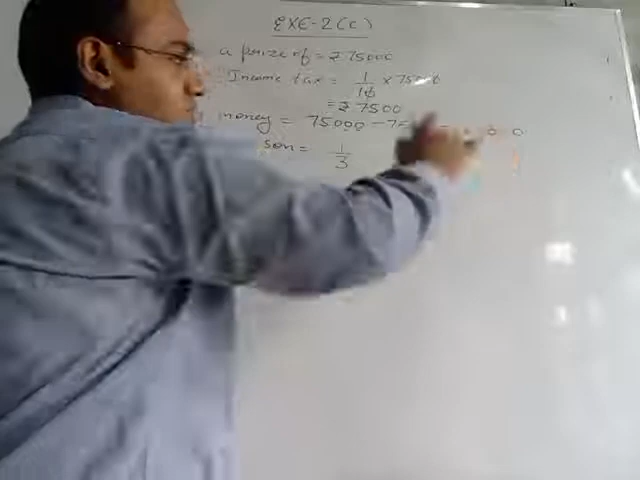 EXE-2(c)
a prize of = ₹75000
Income tax = 1/10 × 75000
= ₹7500
money = 75000 - 7
son = 1/3